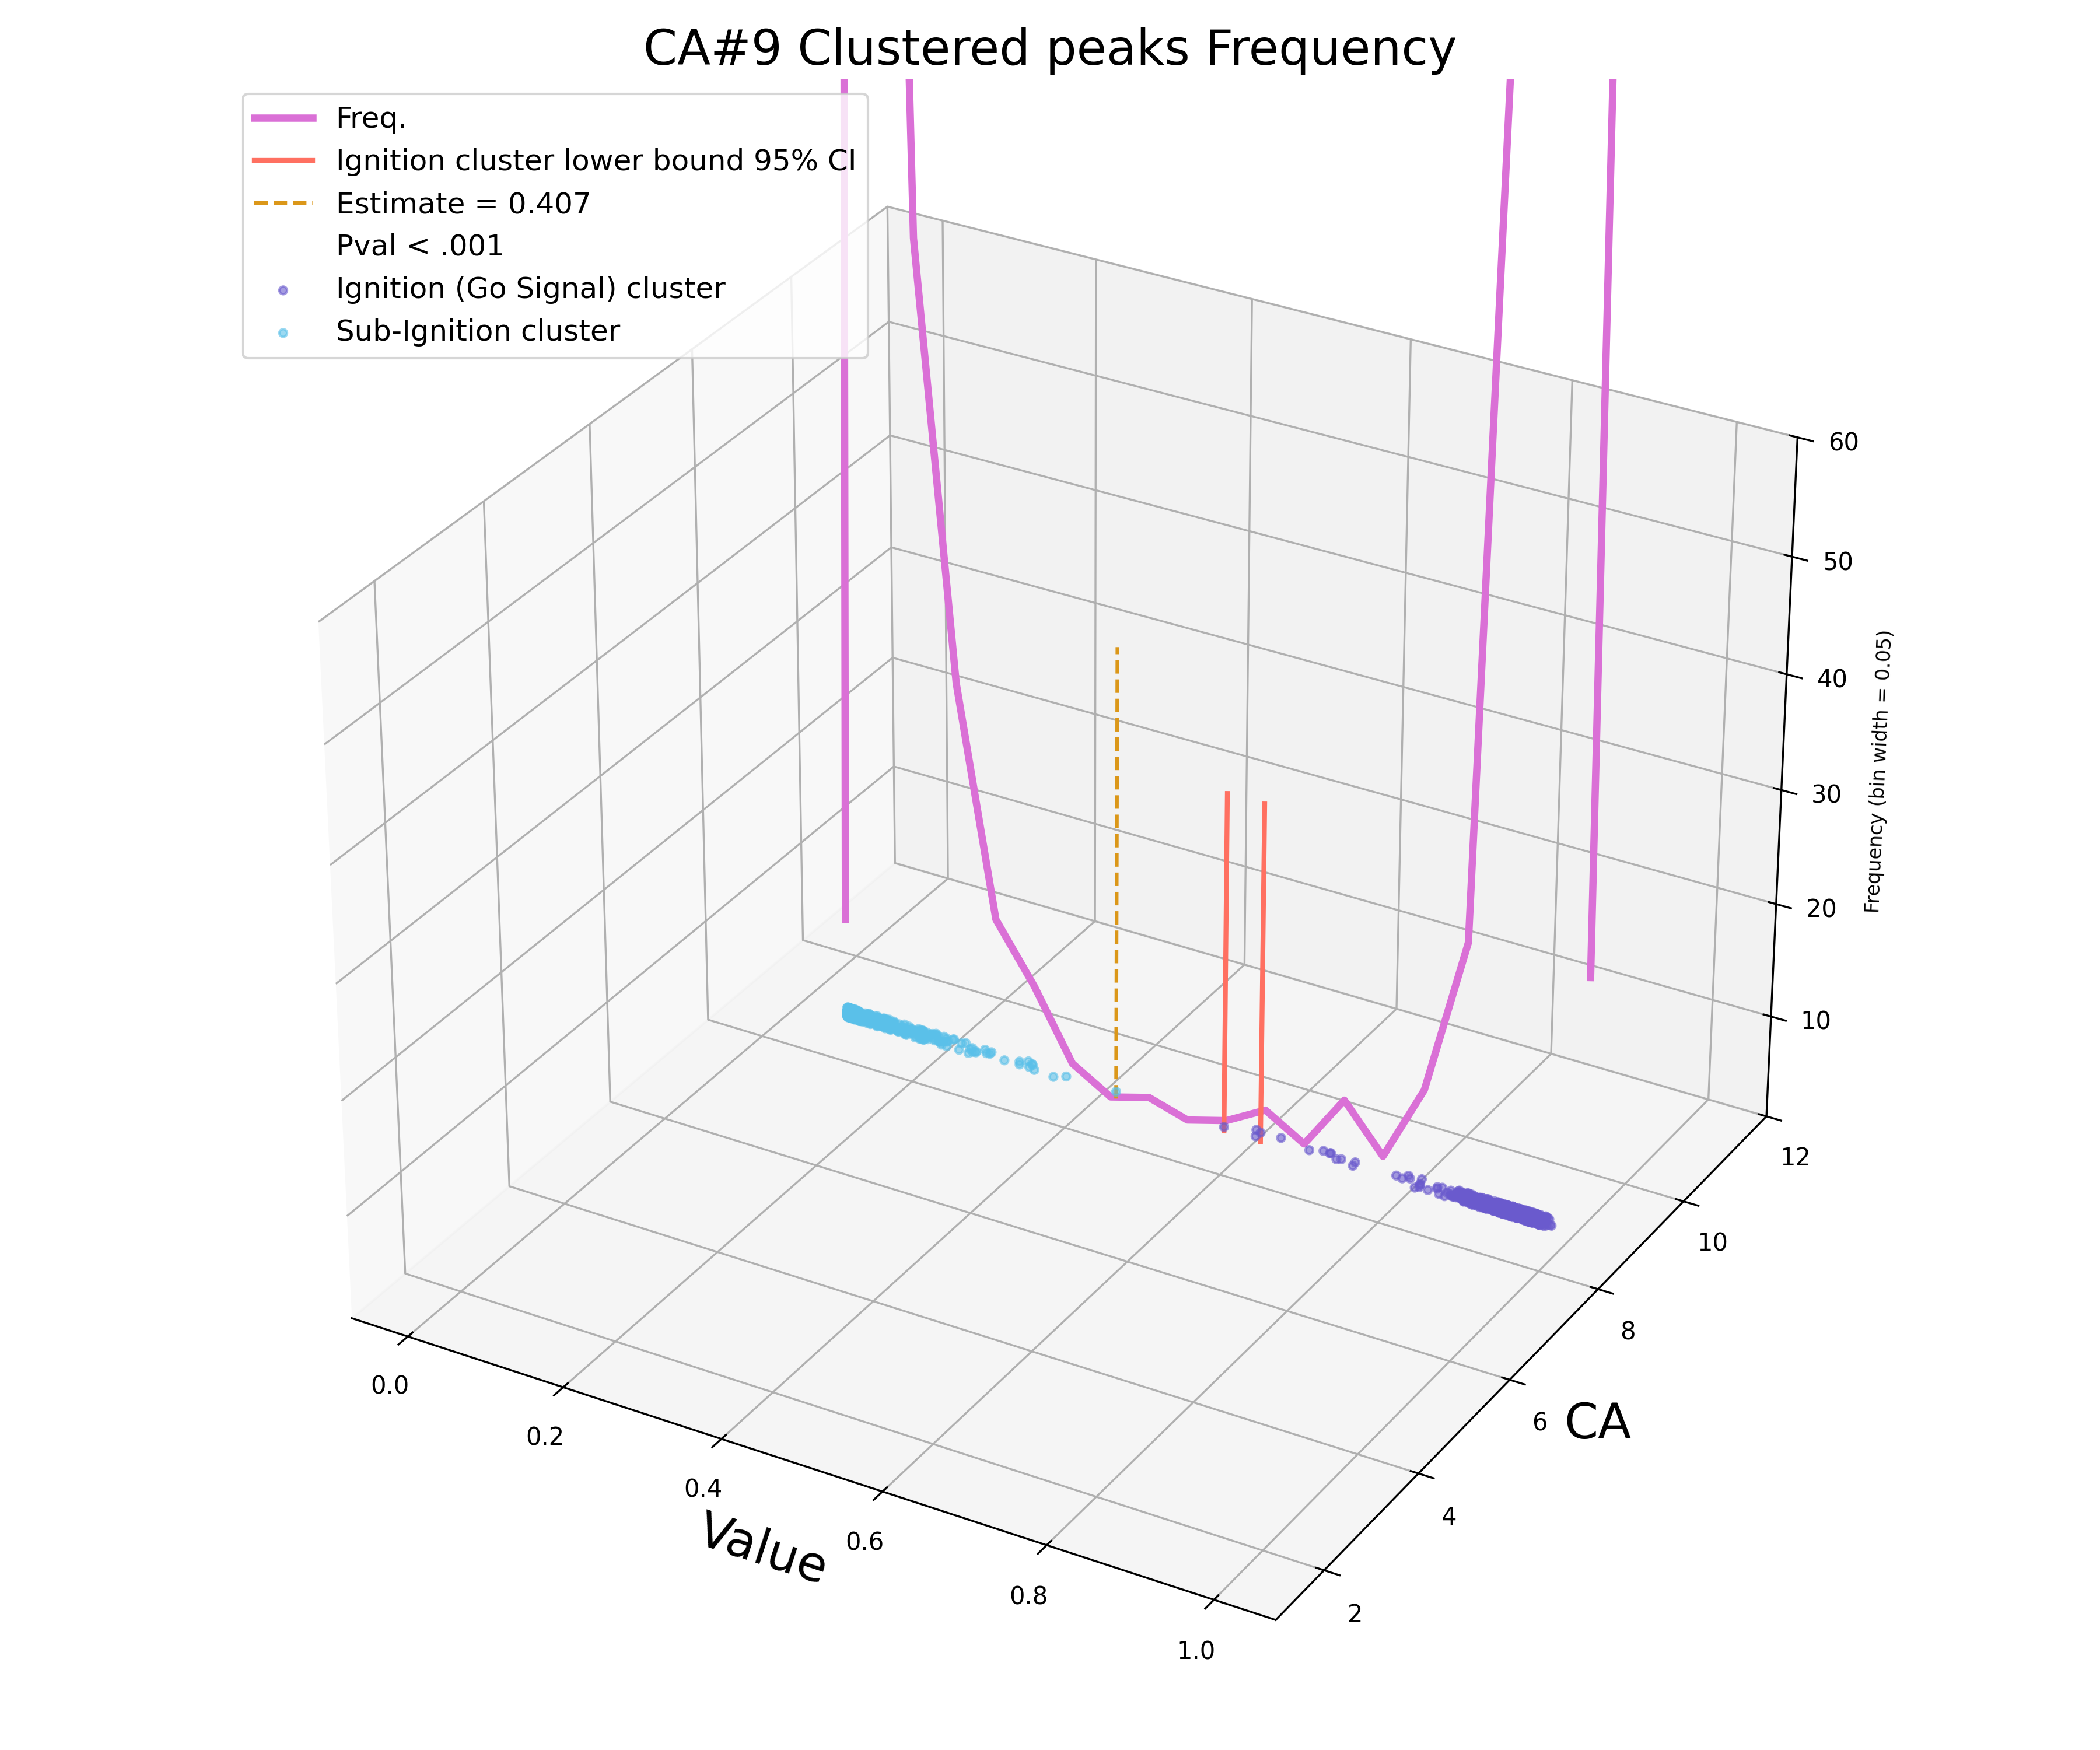 CA#9 Clustered peaks Frequency
Freq.
Ignition cluster lower bound 95% CI
Estimate = 0.407
Pval < .001
Ignition (Go Signal) cluster
Sub-Ignition cluster
60
50
40
30
20
10
Frequency (bin width = 0.05)
12
10
8
6
4
2
CA
0.0
0.2
0.4
0.6
0.8
1.0
Value